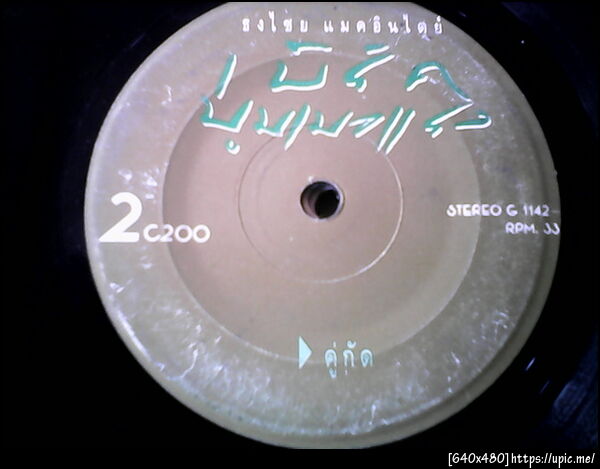 ธงไชย แมคอินไตย์
เบิร์ด
บูมเมอแรง
2 C200
STEREO G 1142
RPM. 33
คู่กัด
[640x480]https://upic.me/